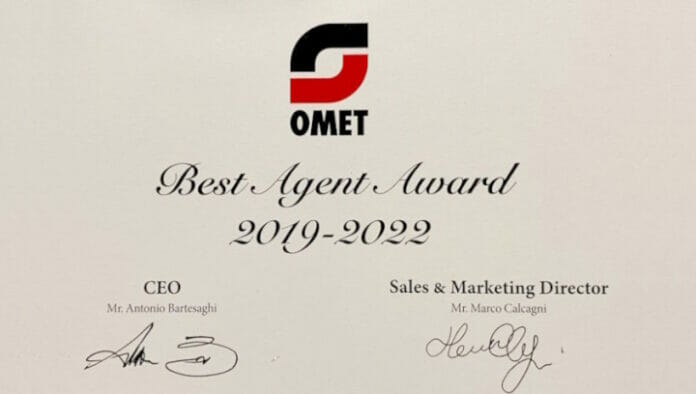 OMET
Best Agent Award
2019-2022
CEO
Mr. Antonio Bartesaghi
Sales & Marketing Director
Mr. Marco Calcagni